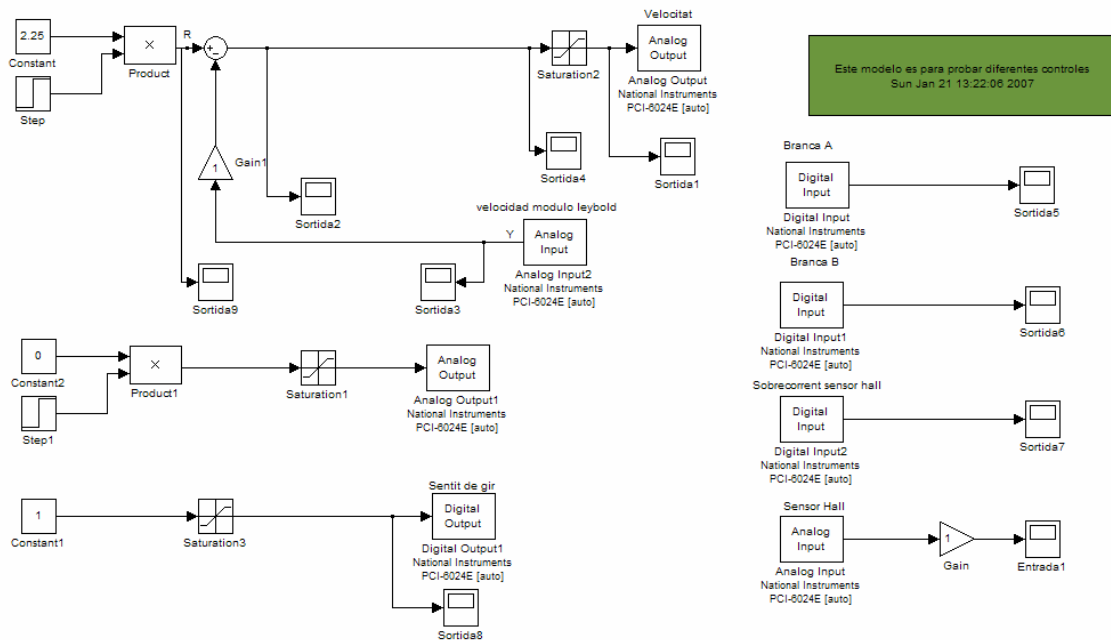 Velocitat
2.25
Constant
×
Product
R
Step
Saturation2
Analog
Output
Analog Output
National Instruments
PCI-6024E [auto]
Este modelo es para probar diferentes controles
Sun Jan 21 13:22:06 2007
1
Gain1
Sortida2
Sortida4
Sortida1
velocidad modulo leybold
Y
Analog
Input
Analog Input2
National Instruments
PCI-6024E [auto]
Sortida9
Sortida3
Branca A
Digital
Input
Digital Input
National Instruments
PCI-6024E [auto]
Sortida5
Branca B
Digital
Input
Digital Input1
National Instruments
PCI-6024E [auto]
Sortida6
0
Constant2
×
Product1
Step1
Saturation1
Analog
Output
Analog Output1
National Instruments
PCI-6024E [auto]
Sobrecorrent sensor hall
Digital
Input
Digital Input2
National Instruments
PCI-6024E [auto]
Sortida7
1
Constant1
Saturation3
Sentit de gir
Digital
Output
Digital Output1
National Instruments
PCI-6024E [auto]
Sortida8
Sensor Hall
Analog
Input
Analog Input
National Instruments
PCI-6024E [auto]
1
Gain
Entrada1